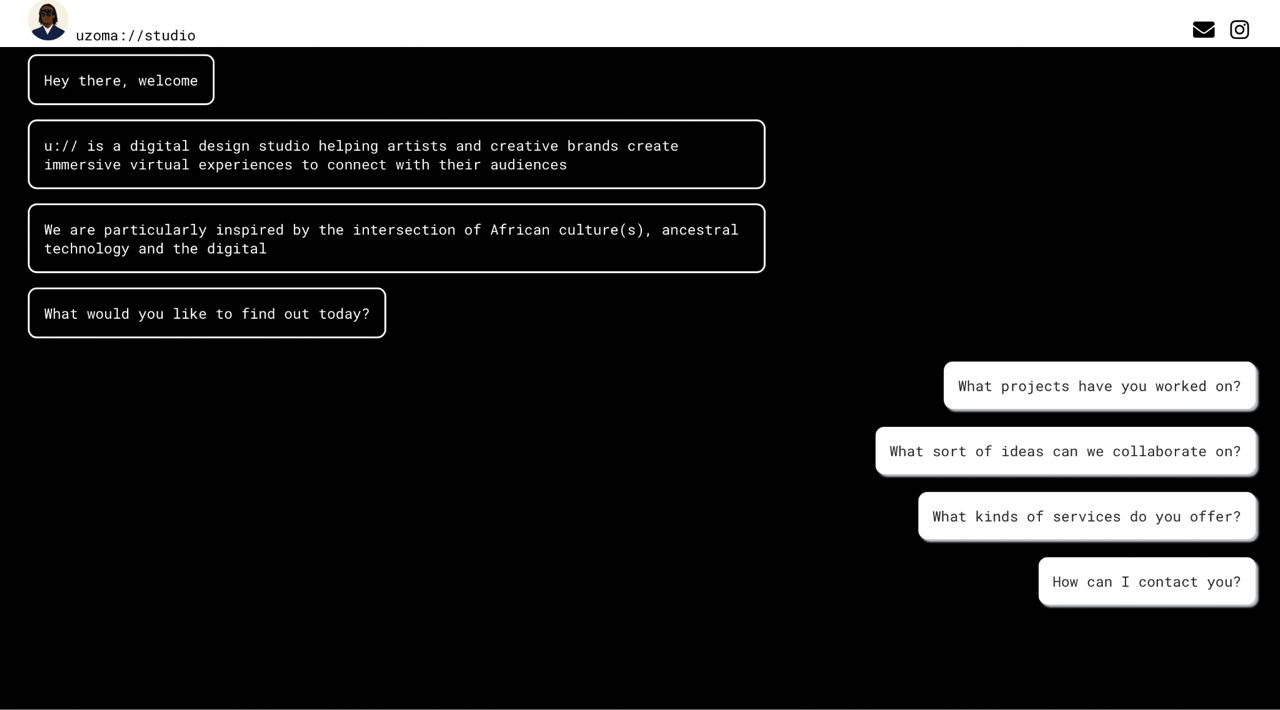 uzoma://studio
Hey there, welcome
u:// is a digital design studio helping artists and creative brands create
immersive virtual experiences to connect with their audiences
We are particularly inspired by the intersection of African culture(s), ancestral
technology and the digital
What would you like to find out today?
What projects have you worked on?
What sort of ideas can we collaborate on?
What kinds of services do you offer?
How can I contact you?